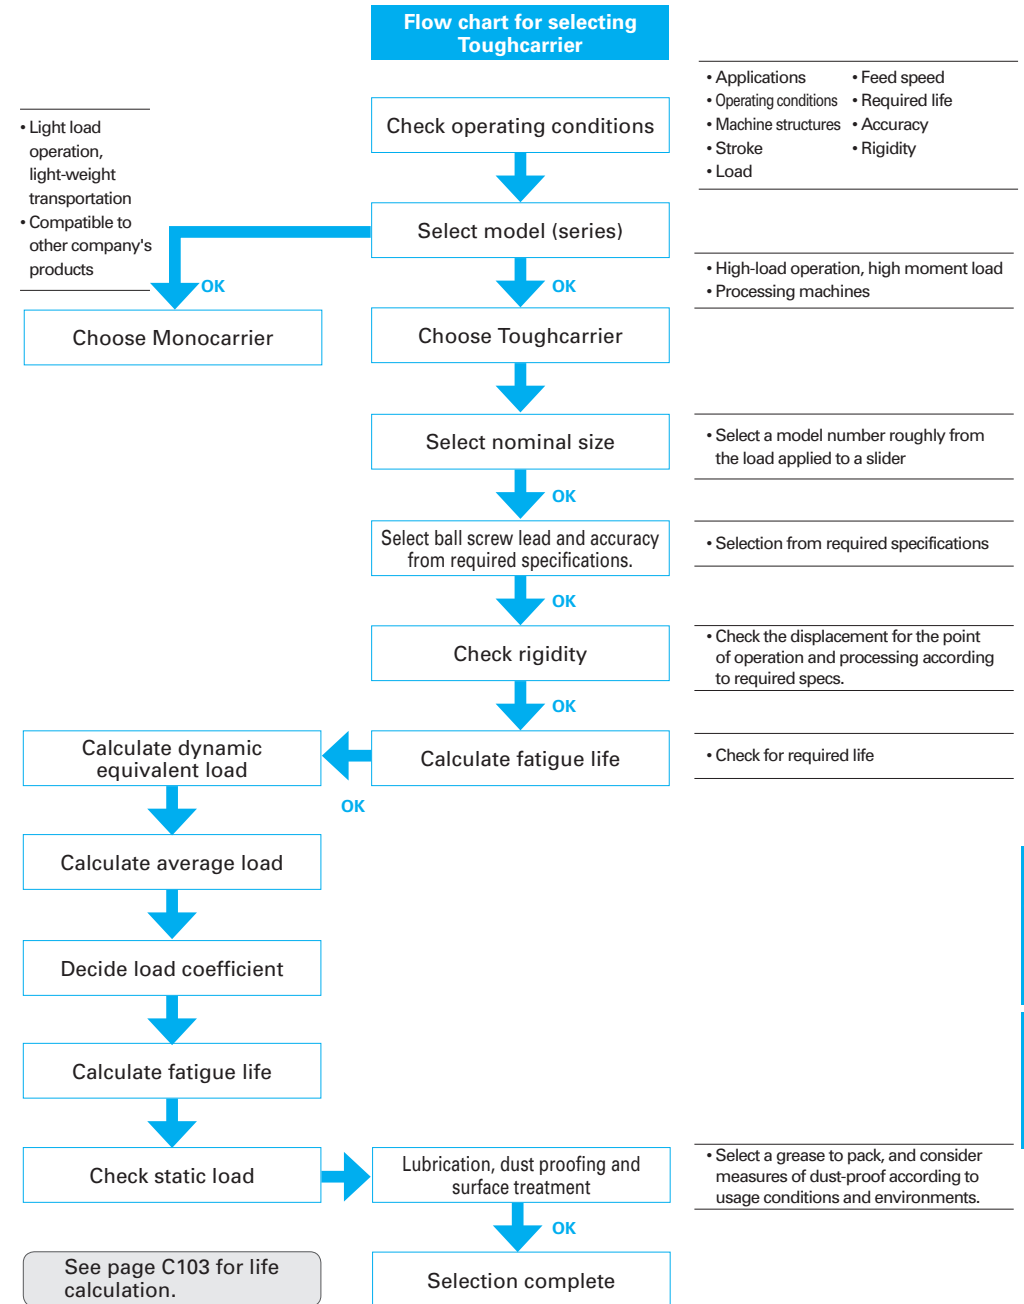 Flow chart for selecting
Toughcarrier
Check operating conditions
• Applications
• Operating conditions
• Machine structures
• Stroke
• Load
• Feed speed
• Required life
• Accuracy
• Rigidity
• Light load
operation,
light-weight
transportation
• Compatible to
other company's
products
Select model (series)
OK
OK
• High-load operation, high moment load
• Processing machines
Choose Monocarrier
Choose Toughcarrier
Select nominal size
• Select a model number roughly from
the load applied to a slider
OK
Select ball screw lead and accuracy
from required specifications.
• Selection from required specifications
OK
Check rigidity
• Check the displacement for the point
of operation and processing according
to required specs.
OK
Calculate fatigue life
• Check for required life
OK
Calculate dynamic
equivalent load
Calculate average load
Decide load coefficient
Calculate fatigue life
Check static load
Lubrication, dust proofing and
surface treatment
• Select a grease to pack, and consider
measures of dust-proof according to
usage conditions and environments.
OK
Selection complete
See page C103 for life
calculation.